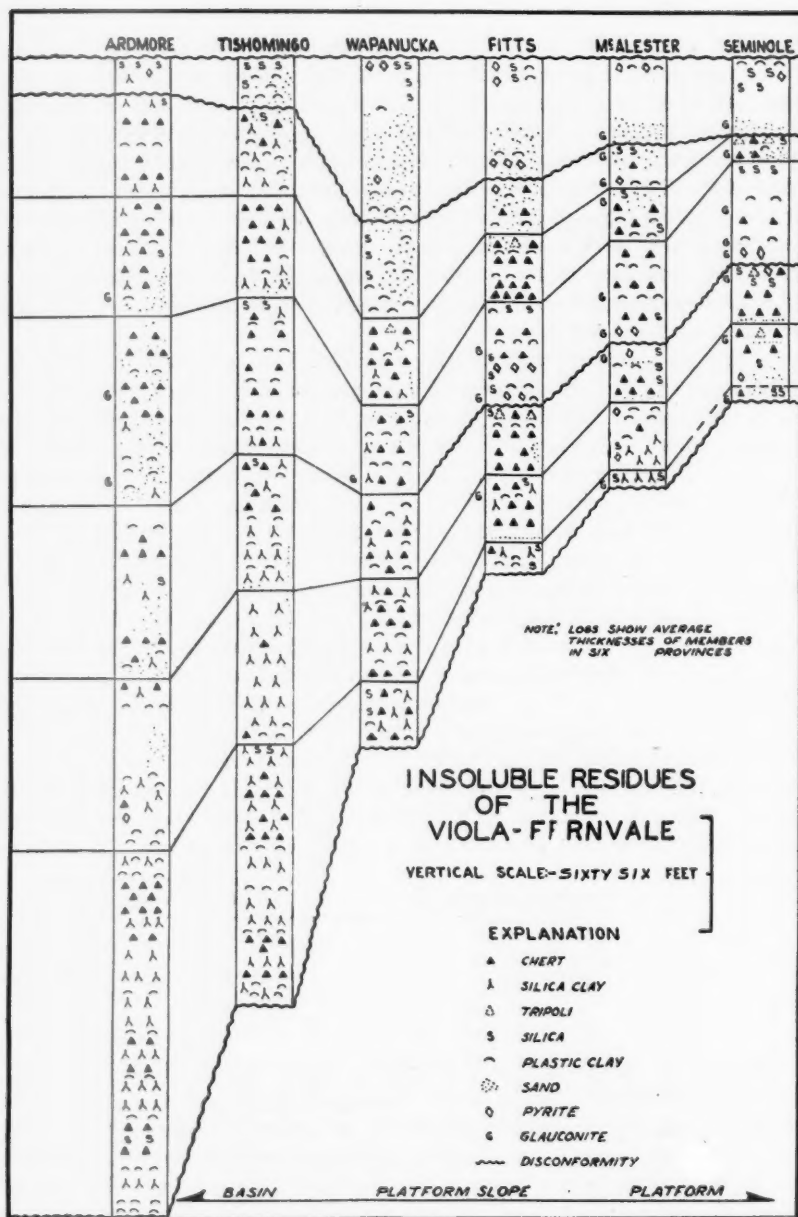 ARDMORE TISHOMINGO WAPANUCKA FITTS McALESTER SEMINOLE
NOTE: LOGS SHOW AVERAGE
THICKNESSES OF MEMBERS
IN SIX PROVINCES
INSOLUBLE RESIDUES
OF THE
VIOLA-FERNVALE
VERTICAL SCALE:-SIXTY SIX FEET
EXPLANATION
CHERT
SILICA CLAY
TRIPOLI
S SILICA
PLASTIC CLAY
SAND
PYRITE
G GLAUCONITE
DISCONFORMITY
BASIN PLATFORM SLOPE PLATFORM